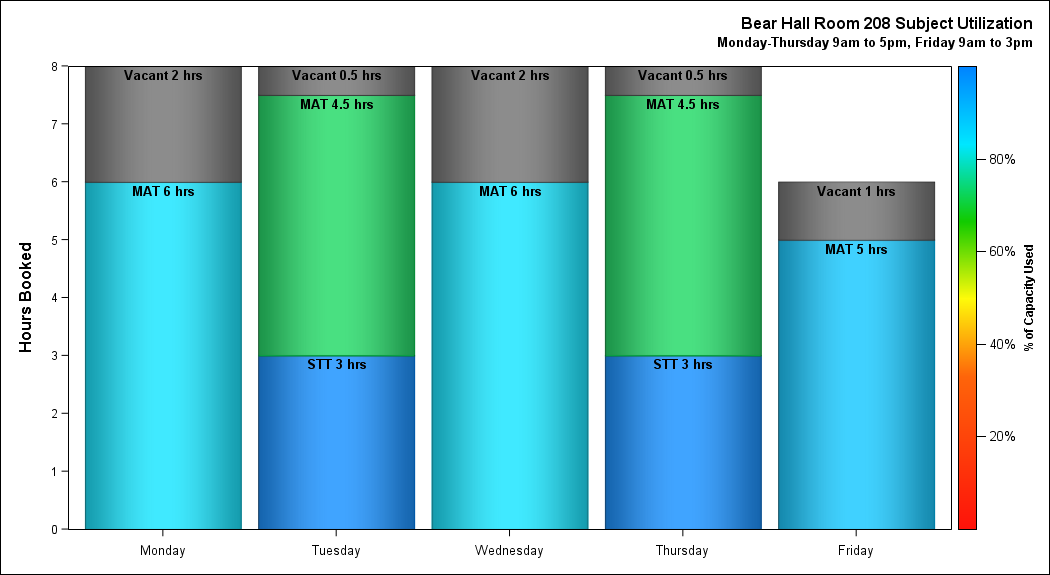 Bear Hall Room 208 Subject Utilization
Monday-Thursday 9am to 5pm, Friday 9am to 3pm
8
7
6
5
4
3
2
1
0
Hours Booked
Vacant 2 hrs
MAT 6 hrs
Vacant 0.5 hrs
MAT 4.5 hrs
STT 3 hrs
Vacant 2 hrs
MAT 6 hrs
Vacant 0.5 hrs
MAT 4.5 hrs
STT 3 hrs
Vacant 1 hrs
MAT 5 hrs
Monday
Tuesday
Wednesday
Thursday
Friday
80%
60%
40%
20%
% of Capacity Used